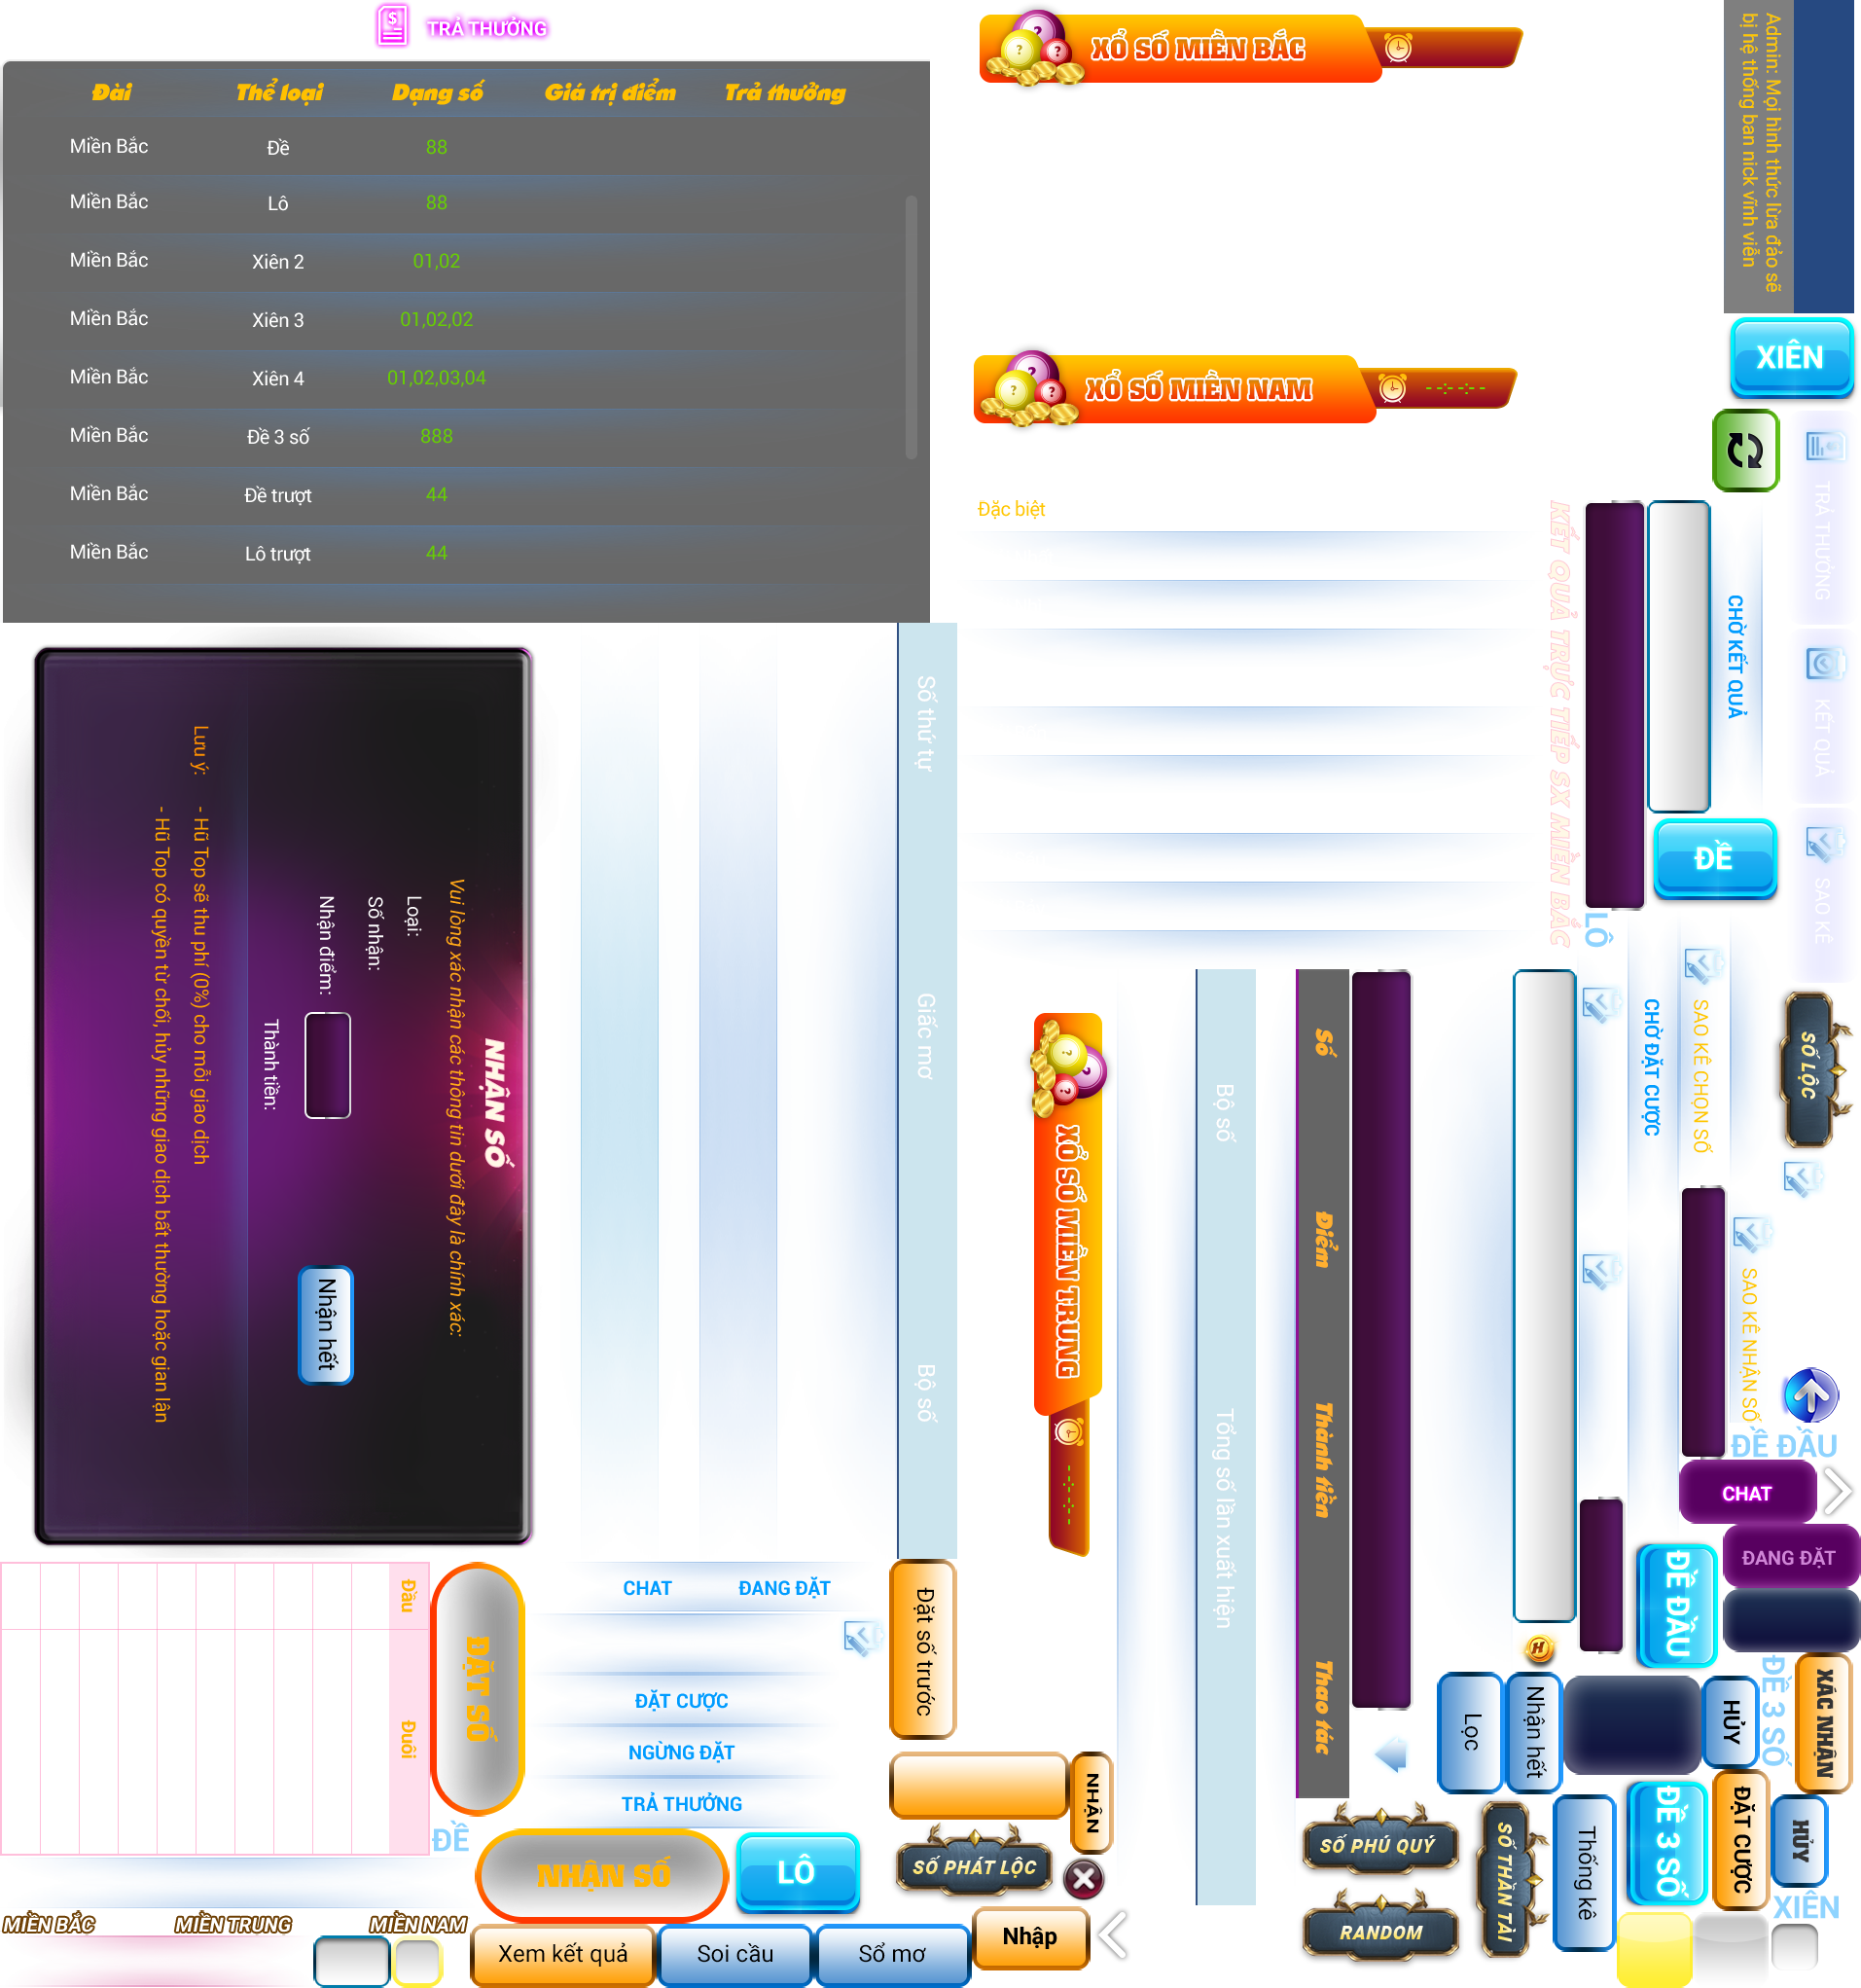 TRẢ THƯỞNG
Đài Thể loại Dạng số Giá trị điểm Trả thưởng
Miền Bắc Đề 88
Miền Bắc Lô 88
Miền Bắc Xiên 2 01,02
Miền Bắc Xiên 3 01,02,02
Miền Bắc Xiên 4 01,02,03,04
Miền Bắc Đề 3 số 888
Miền Bắc Đề trượt 44
Miền Bắc Lô trượt 44
XỔ SỐ MIỀN BẮC
XỔ SỐ MIỀN NAM
-:-:-:-
Đặc biệt
Admin: Mọi hình thức lừa đảo sẽ
bị hệ thống ban nick vĩnh viễn
XIÊN
TRẢ THƯỞNG
KẾT QUẢ
SAO KÊ
KẾT QUẢ TRỰC TIẾP SX MIỀN BẮC
CHỜ KẾT QUẢ
ĐỀ
LÔ
NHẬN SỐ
Vui lòng xác nhận các thông tin dưới đây là chính xác:
Loại:
Số nhận:
Nhận điểm:
Nhận hết
Thành tiền:
Lưu ý: - Hũ Top sẽ thu phí (0%) cho mỗi giao dịch
- Hũ Top có quyền từ chối, hủy những giao dịch bất thường hoặc gian lận
Số thứ tự Giấc mơ Bộ số
XỔ SỐ MIỀN TRUNG
-:-:-:-
Bộ số Tổng số lần xuất hiện
Số Điểm Thành tiền Thao tác
CHỜ ĐẶT CƯỢC
SAO KÊ CHỌN SỐ
SỐ LỘC
SAO KÊ NHẬN SỐ
ĐỀ ĐẦU
CHAT
ĐANG ĐẶT
ĐỀ ĐẦU
H
ĐỀ 3 SỐ
XÁC NHẬN
HỦY
Nhận hết
Lọc
Đầu Đuôi
ĐẶT SỐ
CHAT
ĐANG ĐẶT
ĐẶT CƯỢC
NGỪNG ĐẶT
TRẢ THƯỞNG
Đặt số trước
NHẬN
ĐỀ
NHẬN SỐ
LÔ
SỐ PHÁT LỘC
SỐ PHÚ QUÝ
SỐ THẦN TÀI
RANDOM
Thống kê
ĐỀ 3 SỐ
ĐẶT CƯỢC
HỦY
XIÊN
MIỀN BẮC MIỀN TRUNG MIỀN NAM
Xem kết quả
Soi cầu
Sổ mơ
Nhập